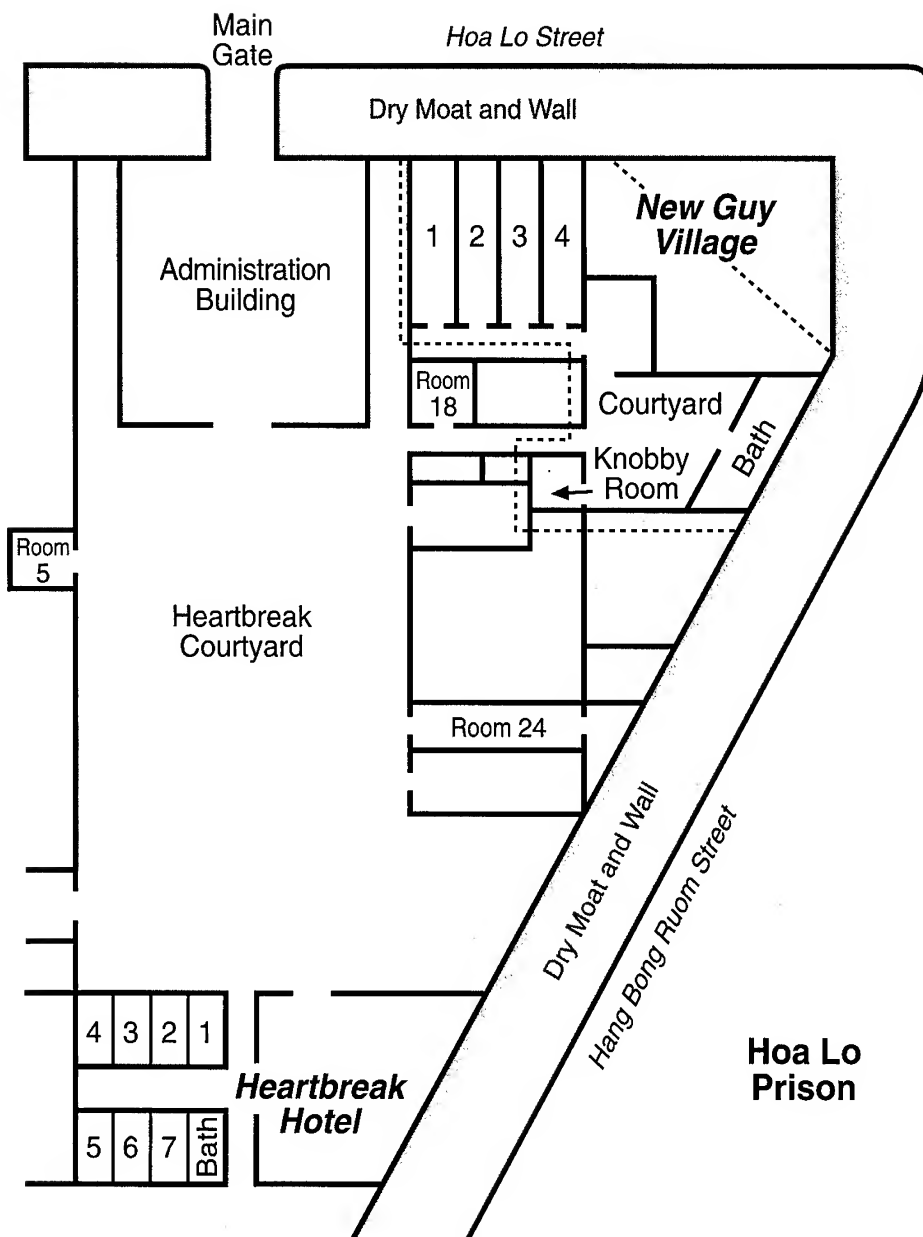 Main
Gate
Hoa Lo Street
Dry Moat and Wall
1 2 3 4
New Guy
Village
Administration
Building
Room
18
Courtyard
Bath
Knobby
Room
Room
5
Heartbreak
Courtyard
Room 24
Dry Moat and Wall
Hang Bong Ruom Street
4 3 2 1
Heartbreak
Hotel
5 6 7 Bath
Hoa Lo
Prison